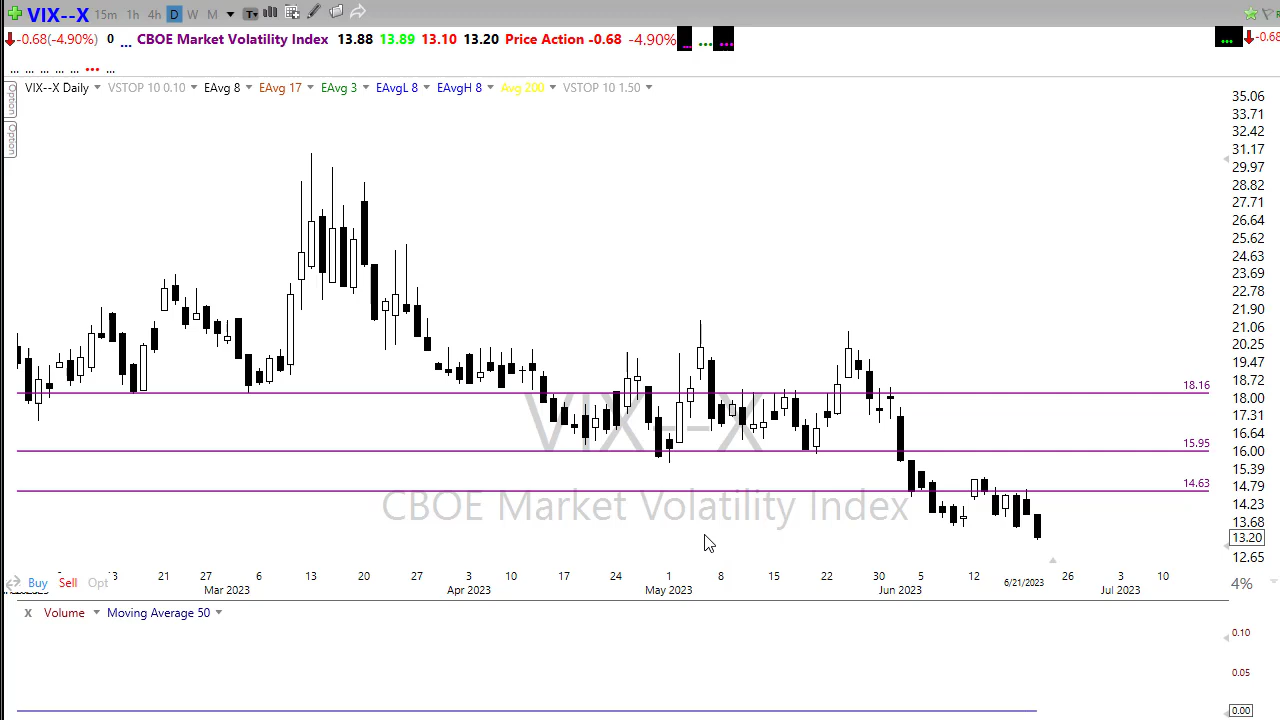 VIX--X 15m 1h 4h D W M T
-0.68(-4.90%) 0 ... CBOE Market Volatility Index 13.88 13.89 13.10 13.20 Price Action -0.68 -4.90% ... ... ... ... -0.68
... ... ... ... ... ... ...
VIX--X Daily VSTOP 10 0.10 EAvg 8 EAvg 17 EAvg 3 EAvgL 8 EAvgH 8 Avg 200 VSTOP 10 1.50
Option
Option
35.06
33.71
32.42
31.17
29.97
28.82
27.71
26.64
25.62
24.63
23.69
22.78
21.90
21.06
20.25
19.47
18.72
18.00
17.31
16.64
16.00
15.39
14.79
14.23
13.68
13.20
12.65
18.16
15.95
14.63
VIX--X
CBOE Market Volatility Index
13 21 27 6 13 20 27 3 10 17 24 1 8 15 22 30 5 12 6/21/2023 26 3 10
Mar 2023 Apr 2023 May 2023 Jun 2023 Jul 2023
Buy Sell Opt
4%
X Volume Moving Average 50
0.10
0.05
0.00